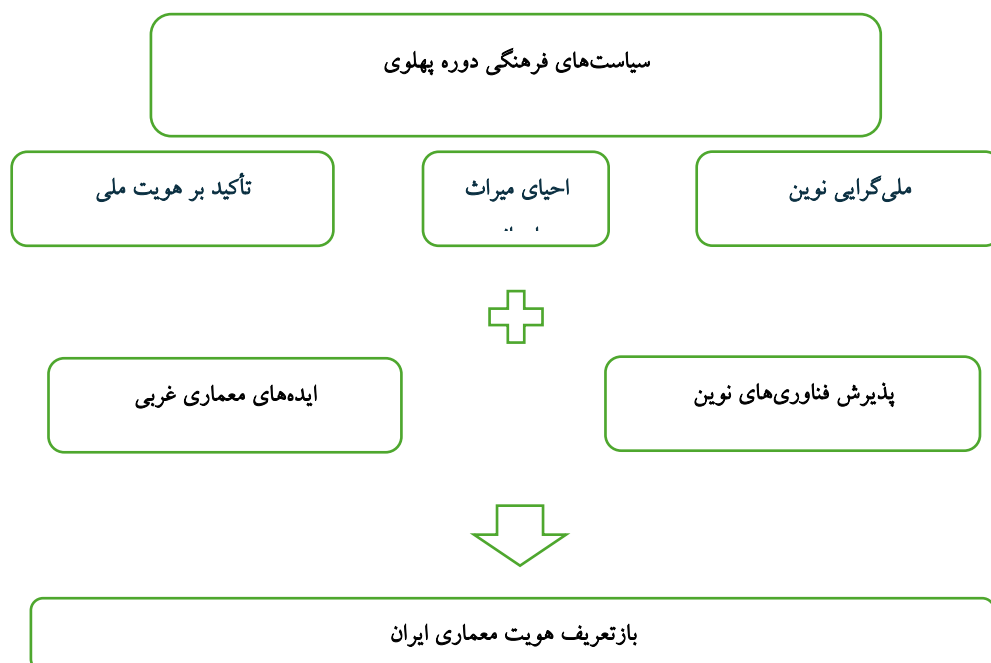 سیاست‌های فرهنگی دوره پهلوی
ملی‌گرایی نوین
احیای میراث
تأکید بر هویت ملی
پذیرش فناوری‌های نوین
ایده‌های معماری غربی
بازتعریف هویت معماری ایران